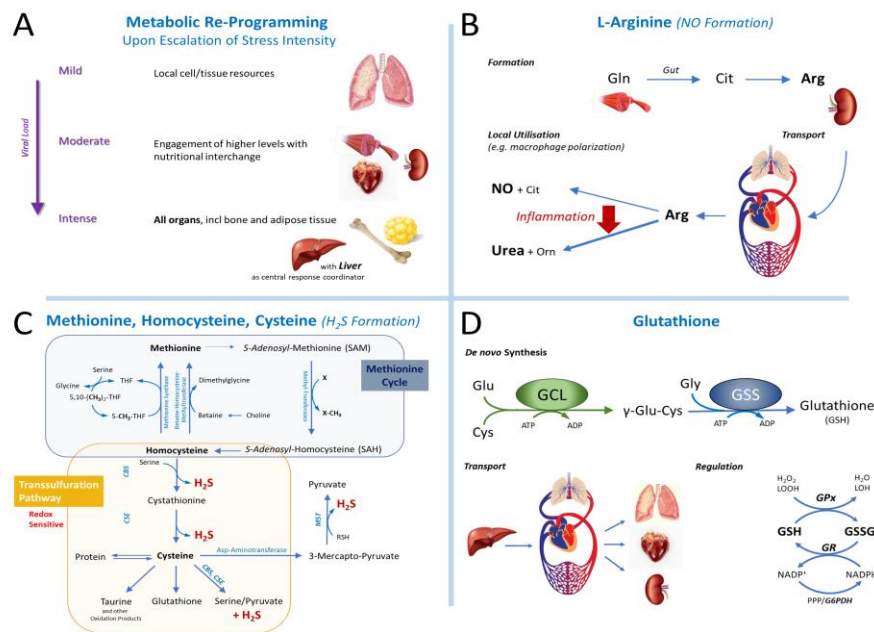 A
Metabolic Re-Programming
Upon Escalation of Stress Intensity
Viral Load
Mild
Local cell/tissue resources
Moderate
Engagement of higher levels with
nutritional interchange
Intense
All organs, incl bone and adipose tissue
with Liver
as central response coordinator
B
L-Arginine (NO Formation)
Formation
Gln
Gut
Cit
Arg
Local Utilisation
(e.g. macrophage polarization)
Transport
NO + Cit
Inflammation
Arg
Urea + Orn
C
Methionine, Homocysteine, Cysteine (H₂S Formation)
Methionine
S-Adenosyl-Methionine (SAM)
Methionine
Cycle
Serine
Glycine
THF
5,10-(CH₂)₂-THF
5-CH₃-THF
Methionine Synthase
Betaine-Homocysteine-
Methyltransferase
Dimethylglycine
Betaine
Choline
Methyl Transferases
X
X-CH₃
Homocysteine
S-Adenosyl-Homocysteine (SAH)
Transsulfuration
Pathway
Redox
Sensitive
Serine
CBS
H₂S
Cystathionine
CSE
H₂S
Pyruvate
H₂S
MST
RSH
Protein
Cysteine
Asp-Aminotransferase
3-Mercapto-Pyruvate
CBS, CSE
Taurine
and other
Oxidation Products
Glutathione
Serine/Pyruvate
+ H₂S
D
Glutathione
De novo Synthesis
Glu
Cys
GCL
ATP
ADP
γ-Glu-Cys
Gly
GSS
ATP
ADP
Glutathione
(GSH)
Transport
Regulation
H₂O₂
LOOH
H₂O
LOH
GPx
GSH
GSSG
GR
NADP⁺
NADPH
PPP/G6PDH